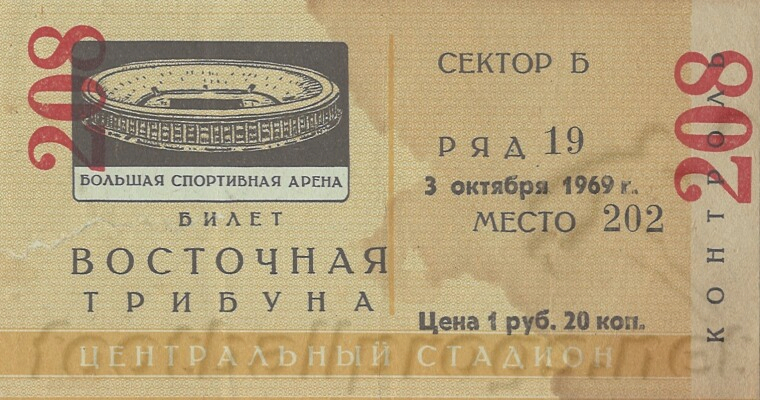 208
БОЛЬШАЯ СПОРТИВНАЯ АРЕНА
БИЛЕТ
ВОСТОЧНАЯ
ТРИБУНА
СЕКТОР Б
РЯД 19
3 октября 1969 г.
МЕСТО 202
Цена 1 руб. 20 коп.
ЦЕНТРАЛЬНЫЙ СТАДИОН
208
КОНТРОЛЬ